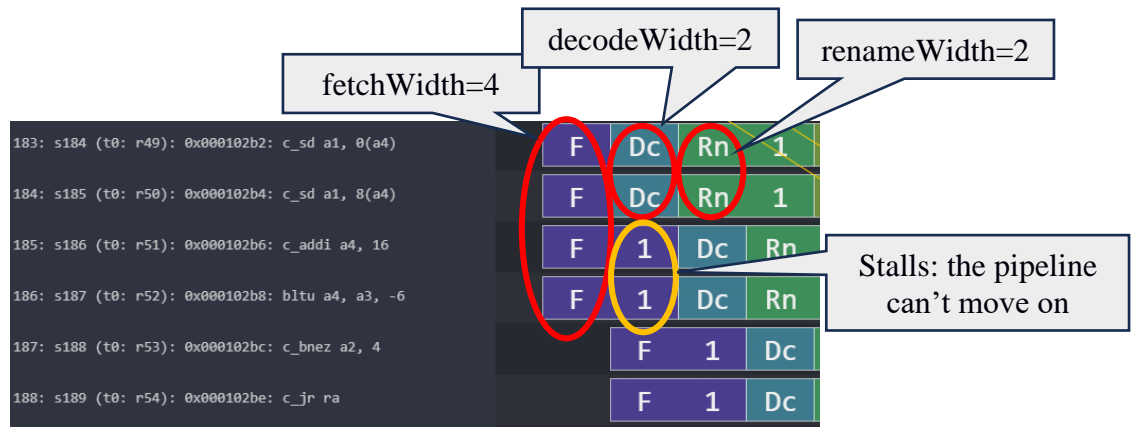 decodeWidth=2
renameWidth=2
fetchWidth=4
183: s184 (t0: r49): 0x000102b2: c_sd a1, 0(a4)
F Dc Rn 1
184: s185 (t0: r50): 0x000102b4: c_sd a1, 8(a4)
F Dc Rn 1
185: s186 (t0: r51): 0x000102b6: c_addi a4, 16
F 1 Dc Rn
186: s187 (t0: r52): 0x000102b8: bltu a4, a3, -6
F 1 Dc Rn
Stalls: the pipeline
can't move on
187: s188 (t0: r53): 0x000102bc: c_bnez a2, 4
F 1 Dc
188: s189 (t0: r54): 0x000102be: c_jr ra
F 1 Dc